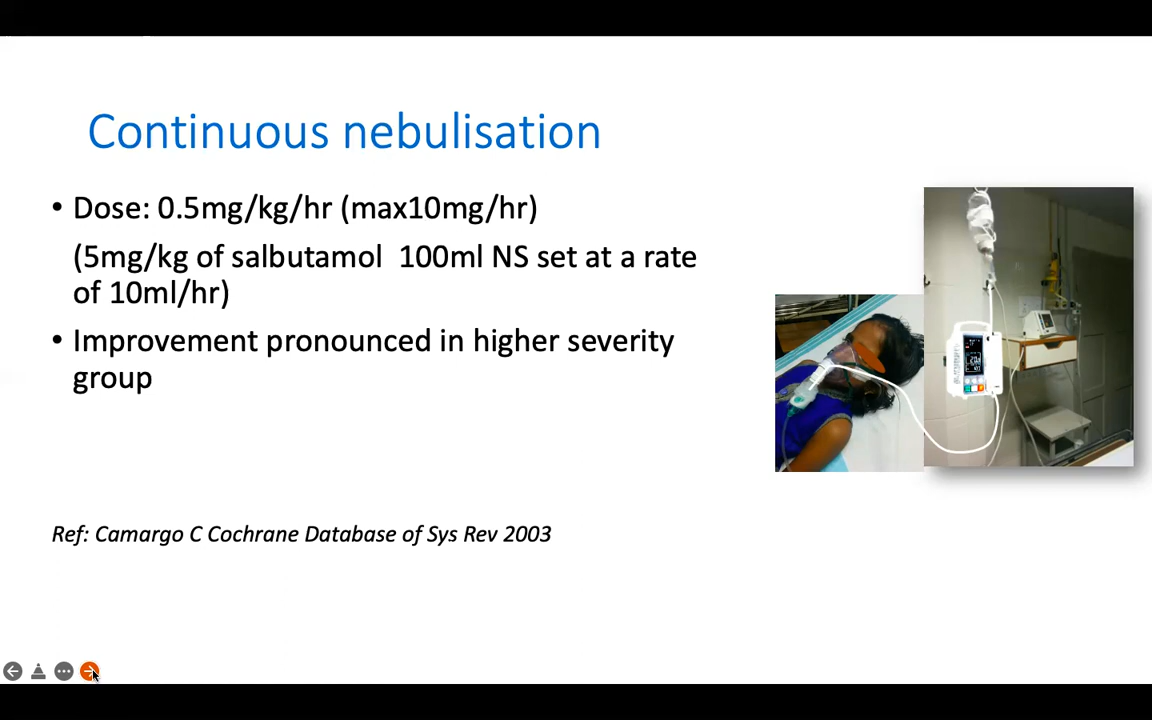 Continuous nebulisation
• Dose: 0.5mg/kg/hr (max10mg/hr)
(5mg/kg of salbutamol 100ml NS set at a rate
of 10ml/hr)
• Improvement pronounced in higher severity
group
Ref: Camargo C Cochrane Database of Sys Rev 2003